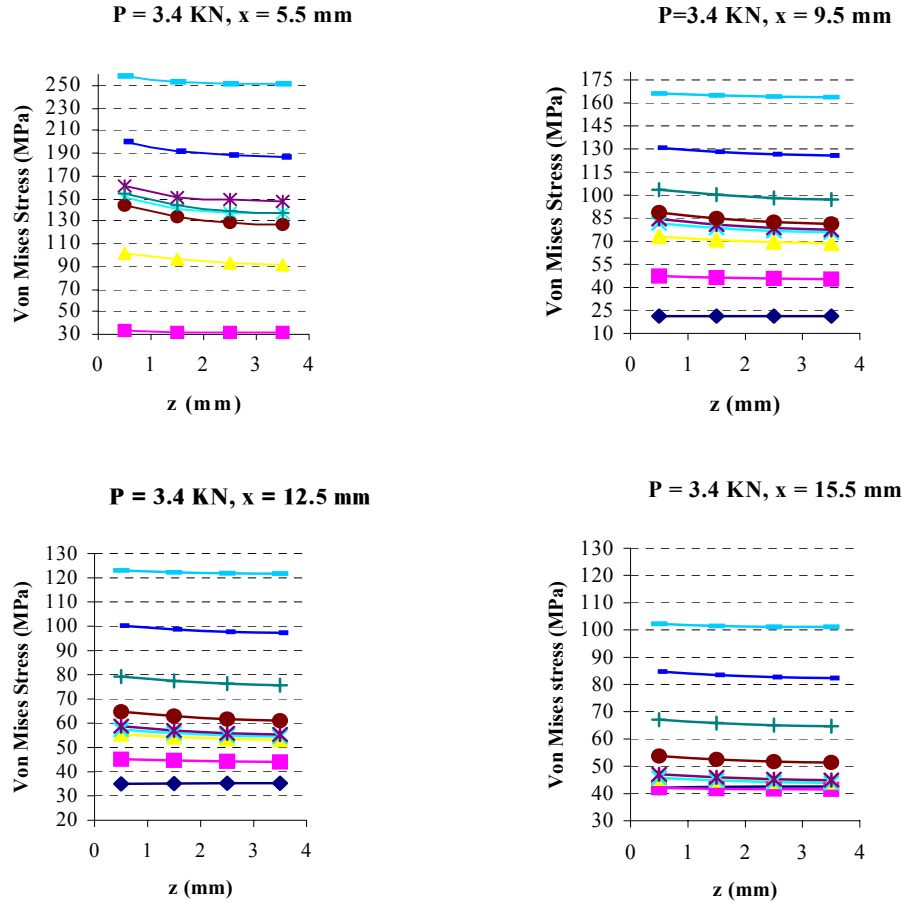 P = 3.4 KN, x = 5.5 mm
Von Mises Stress (MPa)
250
230
210
190
170
150
130
110
90
70
50
30
0 1 2 3 4
z (mm)
P=3.4 KN, x = 9.5 mm
Von Mises Stress (MPa)
175
160
145
130
115
100
85
70
55
40
25
10
0 1 2 3 4
z (mm)
P = 3.4 KN, x = 12.5 mm
Von Mises Stress (MPa)
130
120
110
100
90
80
70
60
50
40
30
20
0 1 2 3 4
z (mm)
P = 3.4 KN, x = 15.5 mm
Von Mises stress (MPa)
130
120
110
100
90
80
70
60
50
40
30
0 1 2 3 4
z (mm)